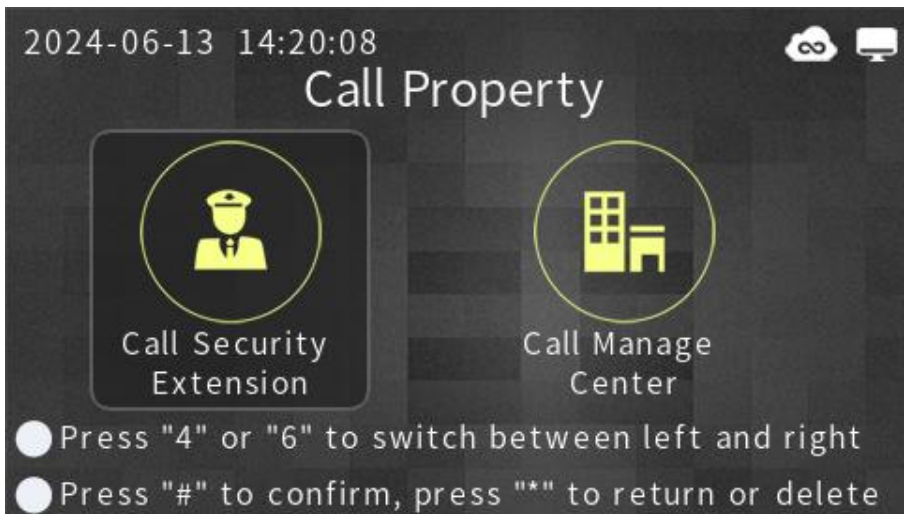 2024-06-13 14:20:08
Call Property
Call Security
Extension
Call Manage
Center
Press "4" or "6" to switch between left and right
Press "#" to confirm, press "*" to return or delete